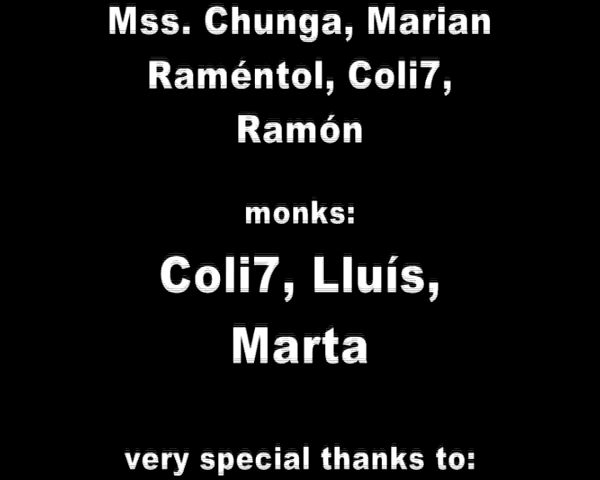 Mss. Chunga, Marian
Raméntol, Coli7,
Ramón
monks:
Coli7, Lluís,
Marta
very special thanks to: